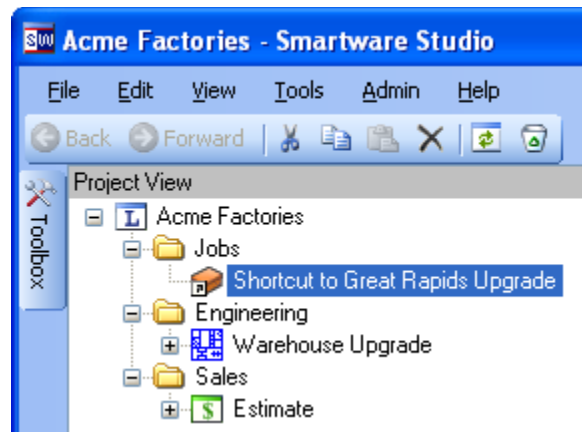 SW Acme Factories - Smartware Studio
File Edit View Tools Admin Help
Back Forward
Toolbox
Project View
L Acme Factories
Jobs
Shortcut to Great Rapids Upgrade
Engineering
Warehouse Upgrade
Sales
$ Estimate